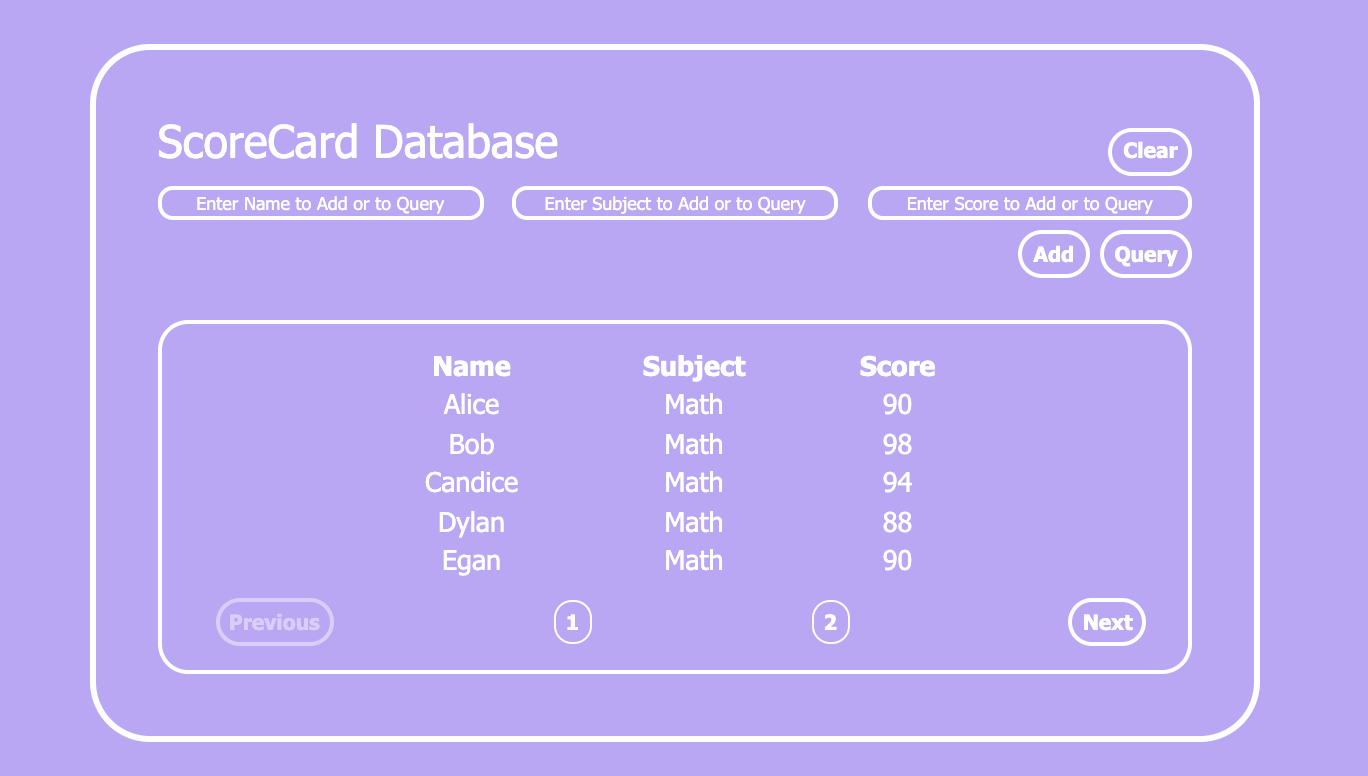 ScoreCard Database
Clear
Enter Name to Add or to Query Enter Subject to Add or to Query Enter Score to Add or to Query
Add Query
Name Subject Score
Alice Math 90
Bob Math 98
Candice Math 94
Dylan Math 88
Egan Math 90
Previous 1 2 Next